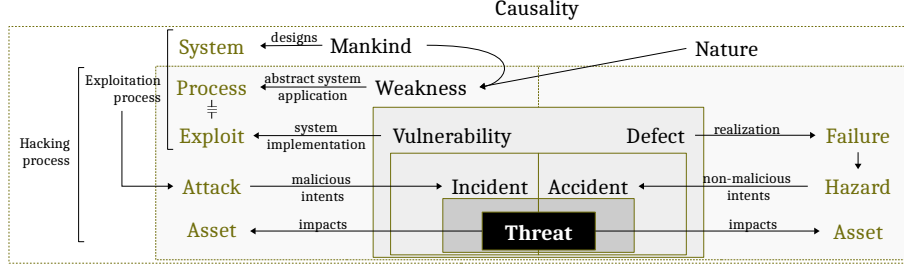 Causality
System
designs
Mankind
Nature
Exploitation
process
Process
abstract system
application
Weakness
Hacking
process
Exploit
system
implementation
Vulnerability
Defect
realization
Failure
Attack
malicious
intents
Incident
Accident
non-malicious
intents
Hazard
Asset
impacts
Threat
impacts
Asset